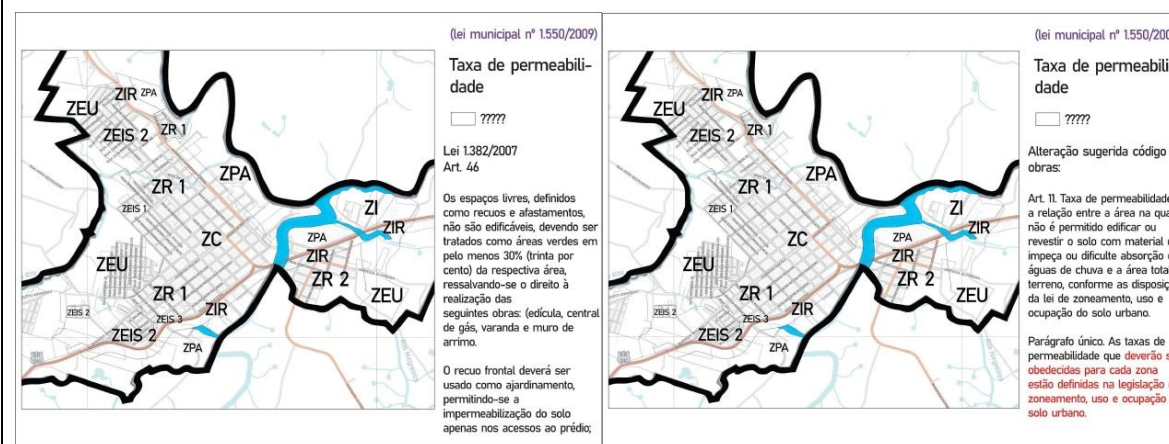 (lei municipal nº 1.550/2009)
Taxa de permeabili-
dade
?????
Lei 1.382/2007
Art. 46
Os espaços livres, definidos
como recuos e afastamentos,
não são edificáveis, devendo ser
tratados como áreas verdes em
pelo menos 30% (trinta por
cento) da respectiva área,
ressalvando-se o direito à
realização das
seguintes obras: (edícula, central
de gás, varanda e muro de
arrimo.
O recuo frontal deverá ser
usado como ajardinamento,
permitindo-se a
impermeabilização do solo
apenas nos acessos ao prédio;
ZIR ZPA
ZEU
ZEIS 2 ZR 1
ZPA
ZR 1
ZEIS 1
ZI
ZIR
ZC
ZPA
ZIR
ZEU
ZR 2
ZR 1
ZEU
ZIR
ZEIS 2
ZEIS 3
ZEIS 2
ZPA
(lei municipal nº 1.550/200
Taxa de permeabili
dade
?????
Alteração sugerida código
obras:
Art. 11. Taxa de permeabilidade
a relação entre a área na qua
não é permitido edificar ou
revestir o solo com material
impeça ou dificulte absorção
águas de chuva e a área tota
terreno, conforme as disposiç
da lei de zoneamento, uso e
ocupação do solo urbano.
Parágrafo único. As taxas de
permeabilidade que deverão s
obedecidas para cada zona
estão definidas na legislação
zoneamento, uso e ocupação
solo urbano.
ZIR ZPA
ZEU
ZEIS 2 ZR 1
ZPA
ZR 1
ZEIS 1
ZI
ZIR
ZC
ZPA
ZIR
ZEU
ZR 2
ZR 1
ZEU
ZIR
ZEIS 2
ZEIS 3
ZEIS 2
ZPA